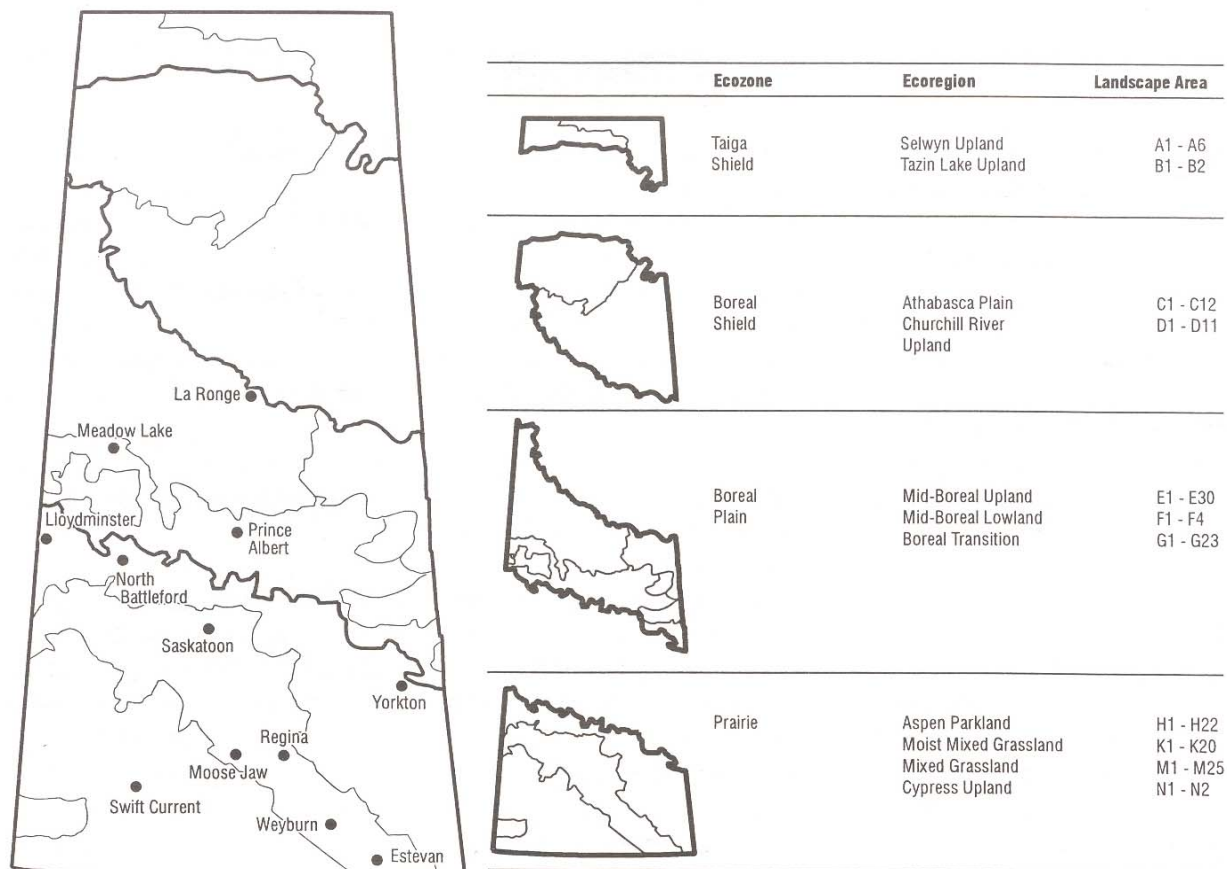 La Ronge
Meadow Lake
Lloydminster
Prince
Albert
North
Battleford
Saskatoon
Yorkton
Regina
Moose Jaw
Swift Current
Weyburn
Estevan
Ecozone Ecoregion Landscape Area
Taiga Selwyn Upland A1 - A6
Shield Tazin Lake Upland B1 - B2
Boreal Athabasca Plain C1 - C12
Shield Churchill River D1 - D11
Upland
Boreal Mid-Boreal Upland E1 - E30
Plain Mid-Boreal Lowland F1 - F4
Boreal Transition G1 - G23
Prairie Aspen Parkland H1 - H22
Moist Mixed Grassland K1 - K20
Mixed Grassland M1 - M25
Cypress Upland N1 - N2